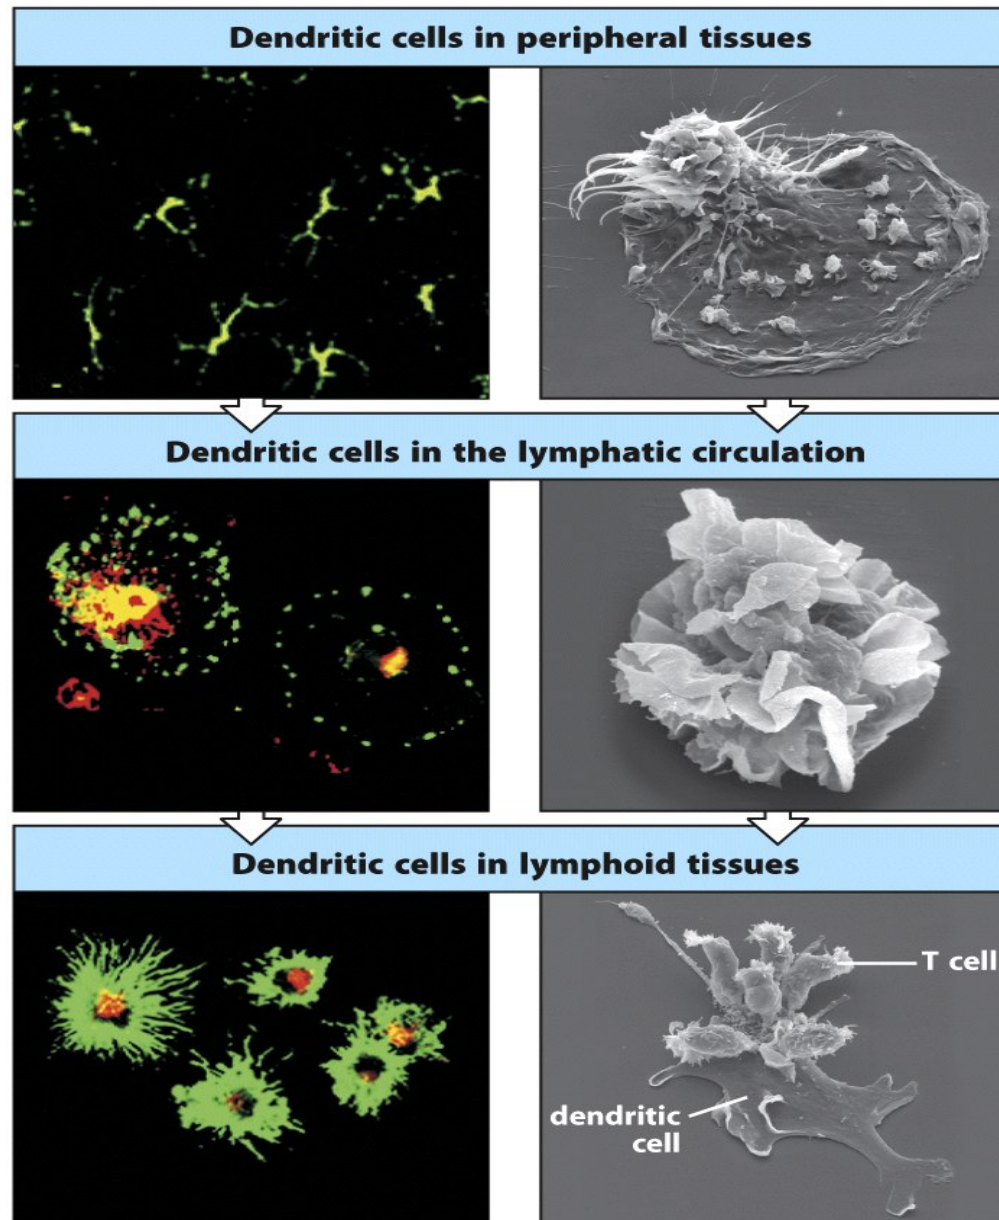 Dendritic cells in peripheral tissues
Dendritic cells in the lymphatic circulation
Dendritic cells in lymphoid tissues
T cell
dendritic
cell